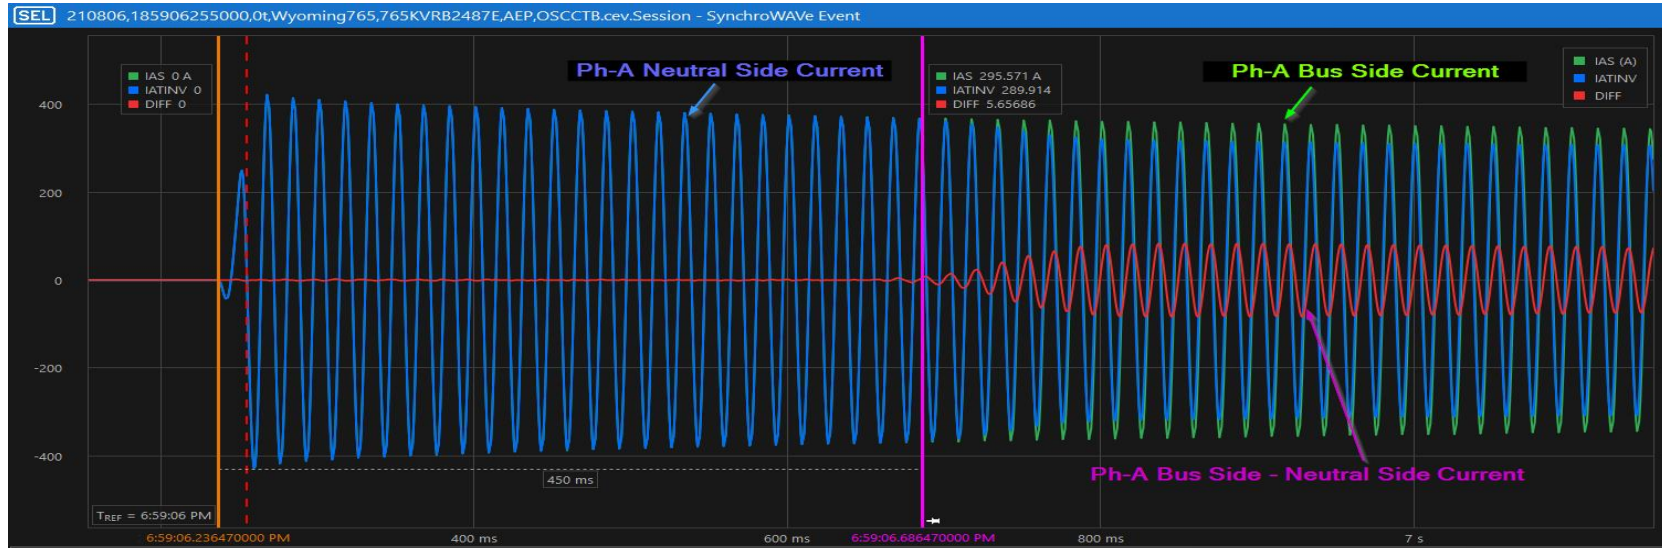 SEL 210806,185906255000,0t,Wyoming765,765KVRB2487E,AEP,OSCCTB.cev.Session - SynchroWAVe Event
IAS 0 A
IATINV 0
DIFF 0
Ph-A Neutral Side Current
IAS 295.571 A
IATINV 289.914
DIFF 5.65686
Ph-A Bus Side Current
IAS (A)
IATINV
DIFF
400
200
0
-200
-400
450 ms
Ph-A Bus Side - Neutral Side Current
TREF = 6:59:06 PM
6:59:06.236470000 PM
400 ms
600 ms
6:59:06.686470000 PM
800 ms
7 s